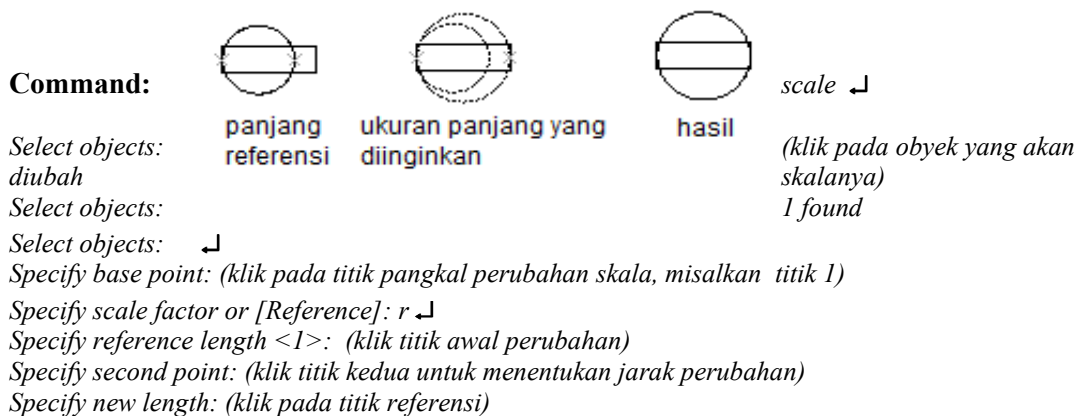 Command: scale ↵
panjang referensi
ukuran panjang yang diinginkan
hasil
Select objects: (klik pada obyek yang akan
diubah skalanya)
Select objects: 1 found
Select objects: ↵
Specify base point: (klik pada titik pangkal perubahan skala, misalkan titik 1)
Specify scale factor or [Reference]: r ↵
Specify reference length <1>: (klik titik awal perubahan)
Specify second point: (klik titik kedua untuk menentukan jarak perubahan)
Specify new length: (klik pada titik referensi)